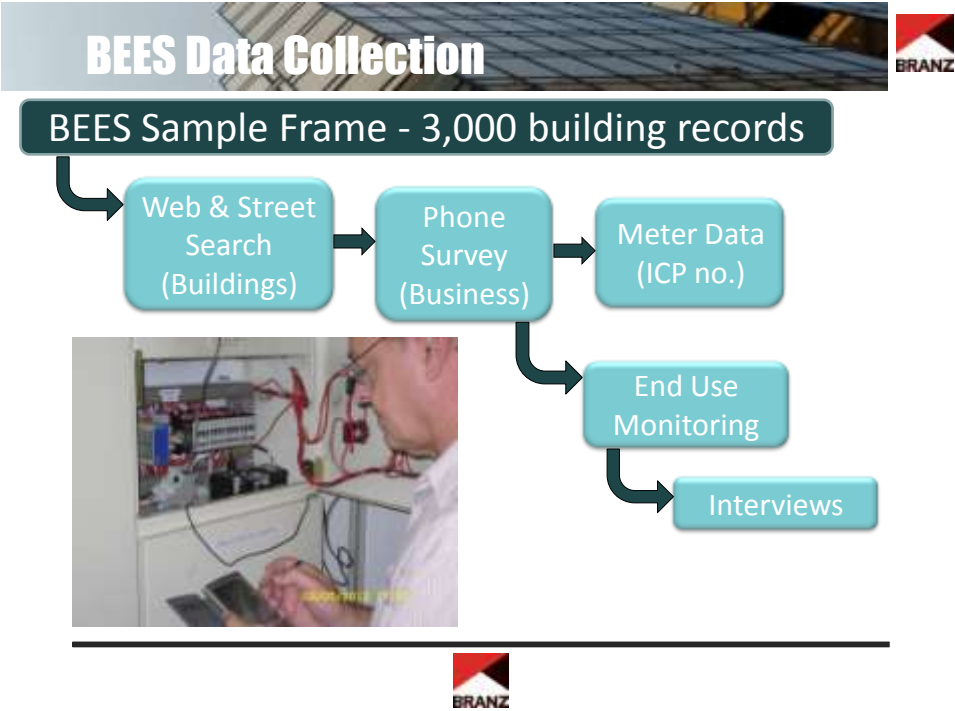 BEES Data Collection
BRANZ
BEES Sample Frame - 3,000 building records
Web & Street
Search
(Buildings)
Phone
Survey
(Business)
Meter Data
(ICP no.)
End Use
Monitoring
Interviews
BRANZ